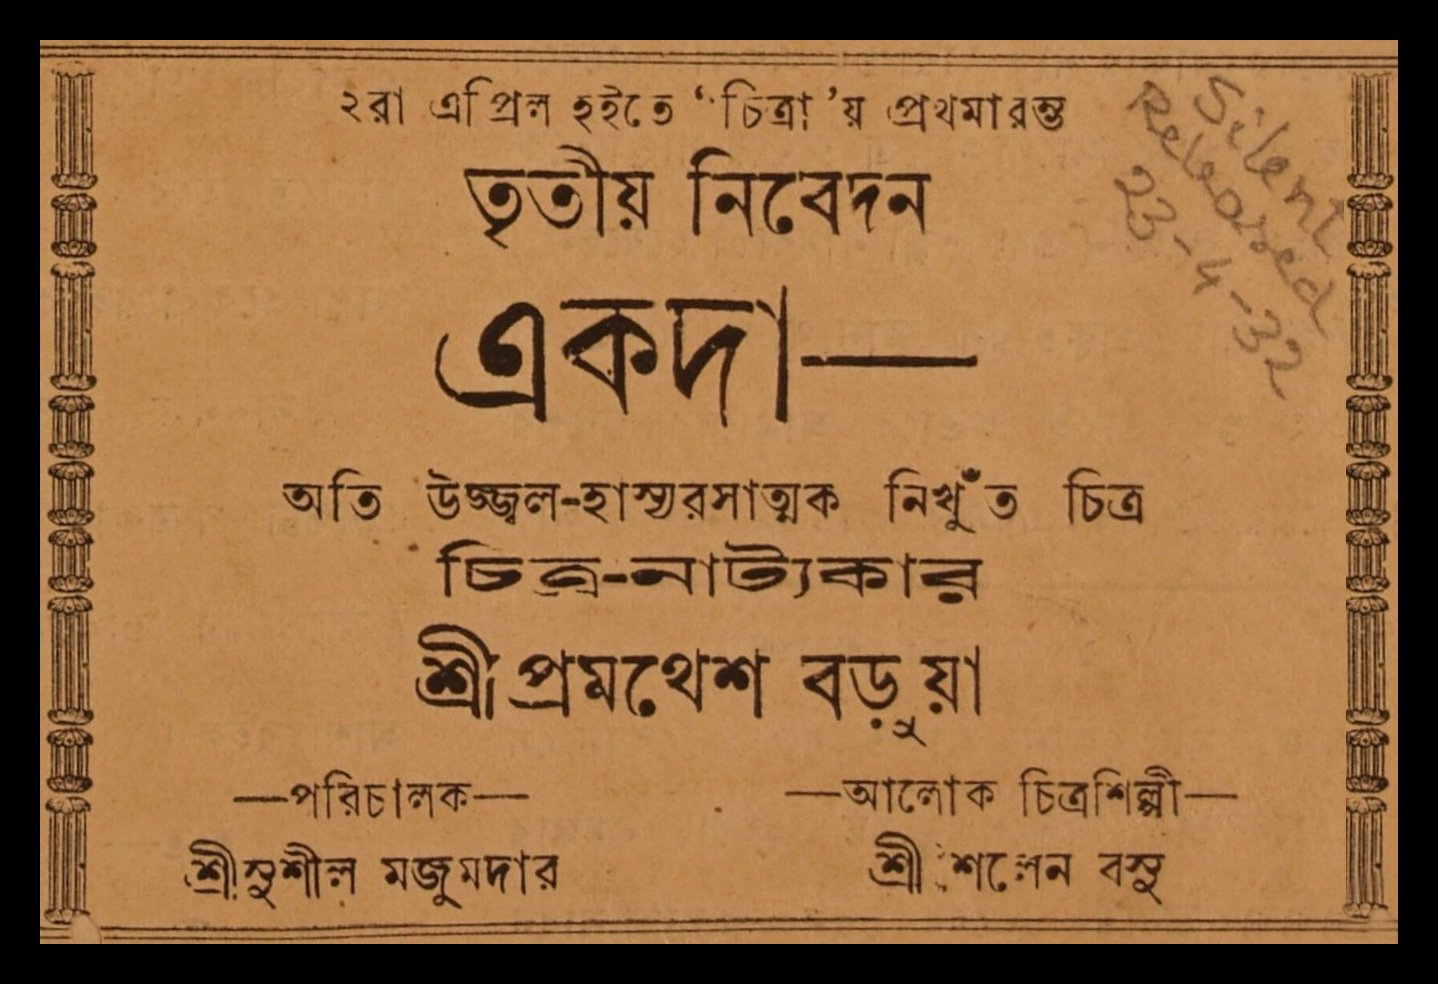 ২রা এপ্রিল হইতে ‘চিত্রা’য় প্রথমারম্ভ
তৃতীয় নিবেদন
একদা—
অতি উজ্জ্বল-হাস্যরসাত্মক নিখুঁত চিত্র
চিত্র-নাট্যকার
শ্রীপ্রমথেশ বড়ুয়া
—পরিচালক—
শ্রীসুশীল মজুমদার
—আলোক চিত্রশিল্পী—
শ্রী শলেন বসু
Silent
Released
23-4-32